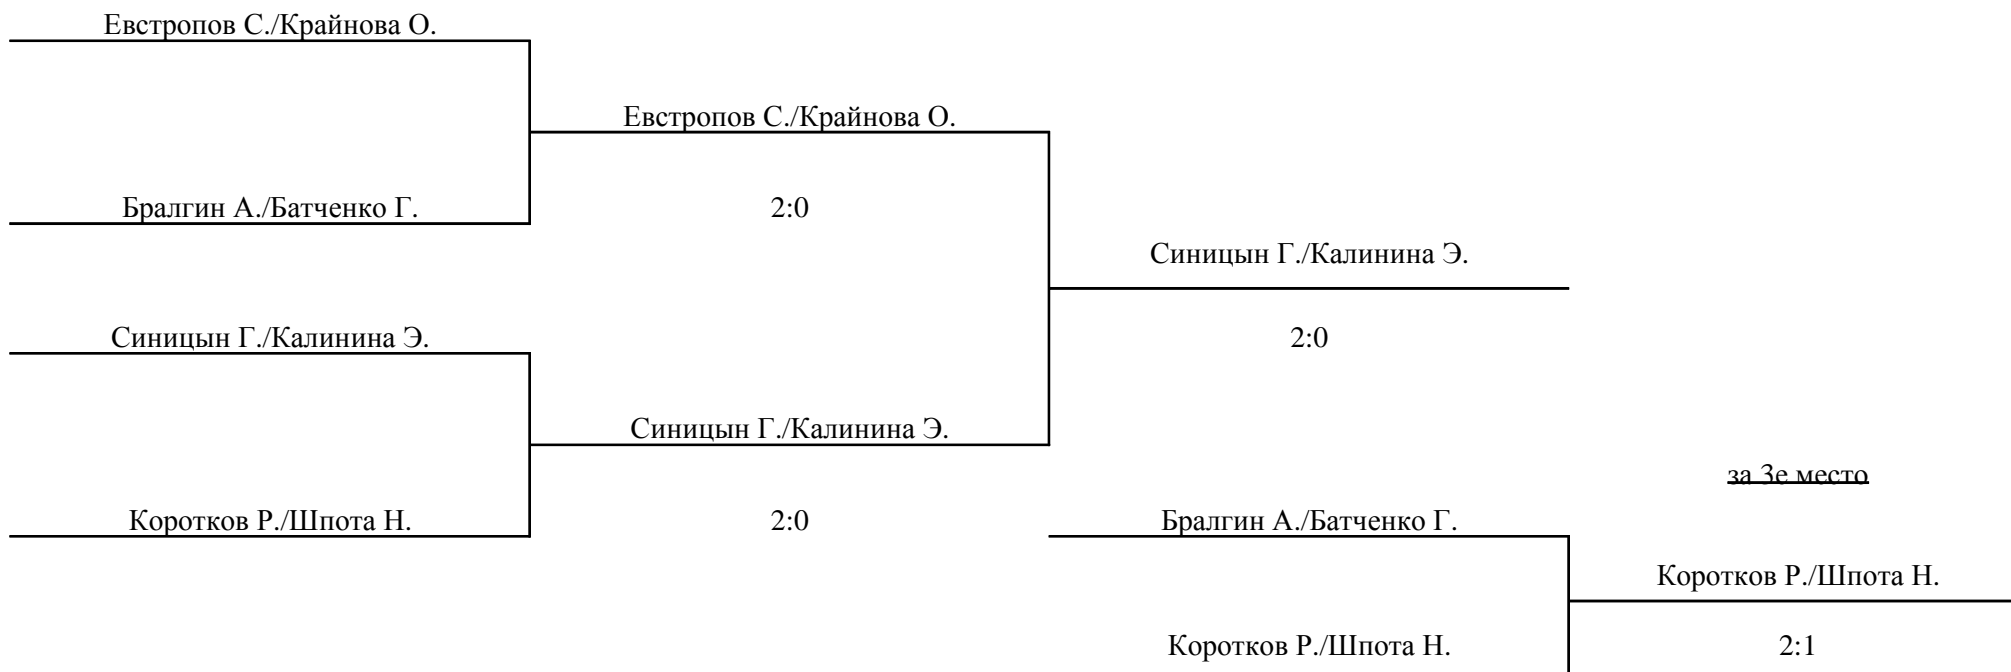 Евстропов С./Крайнова О.
Евстропов С./Крайнова О.
Бралгин А./Батченко Г.
2:0
Синицын Г./Калинина Э.
Синицын Г./Калинина Э.
2:0
Синицын Г./Калинина Э.
за 3е место
Коротков Р./Шпота Н.
2:0
Бралгин А./Батченко Г.
Коротков Р./Шпота Н.
Коротков Р./Шпота Н.
2:1